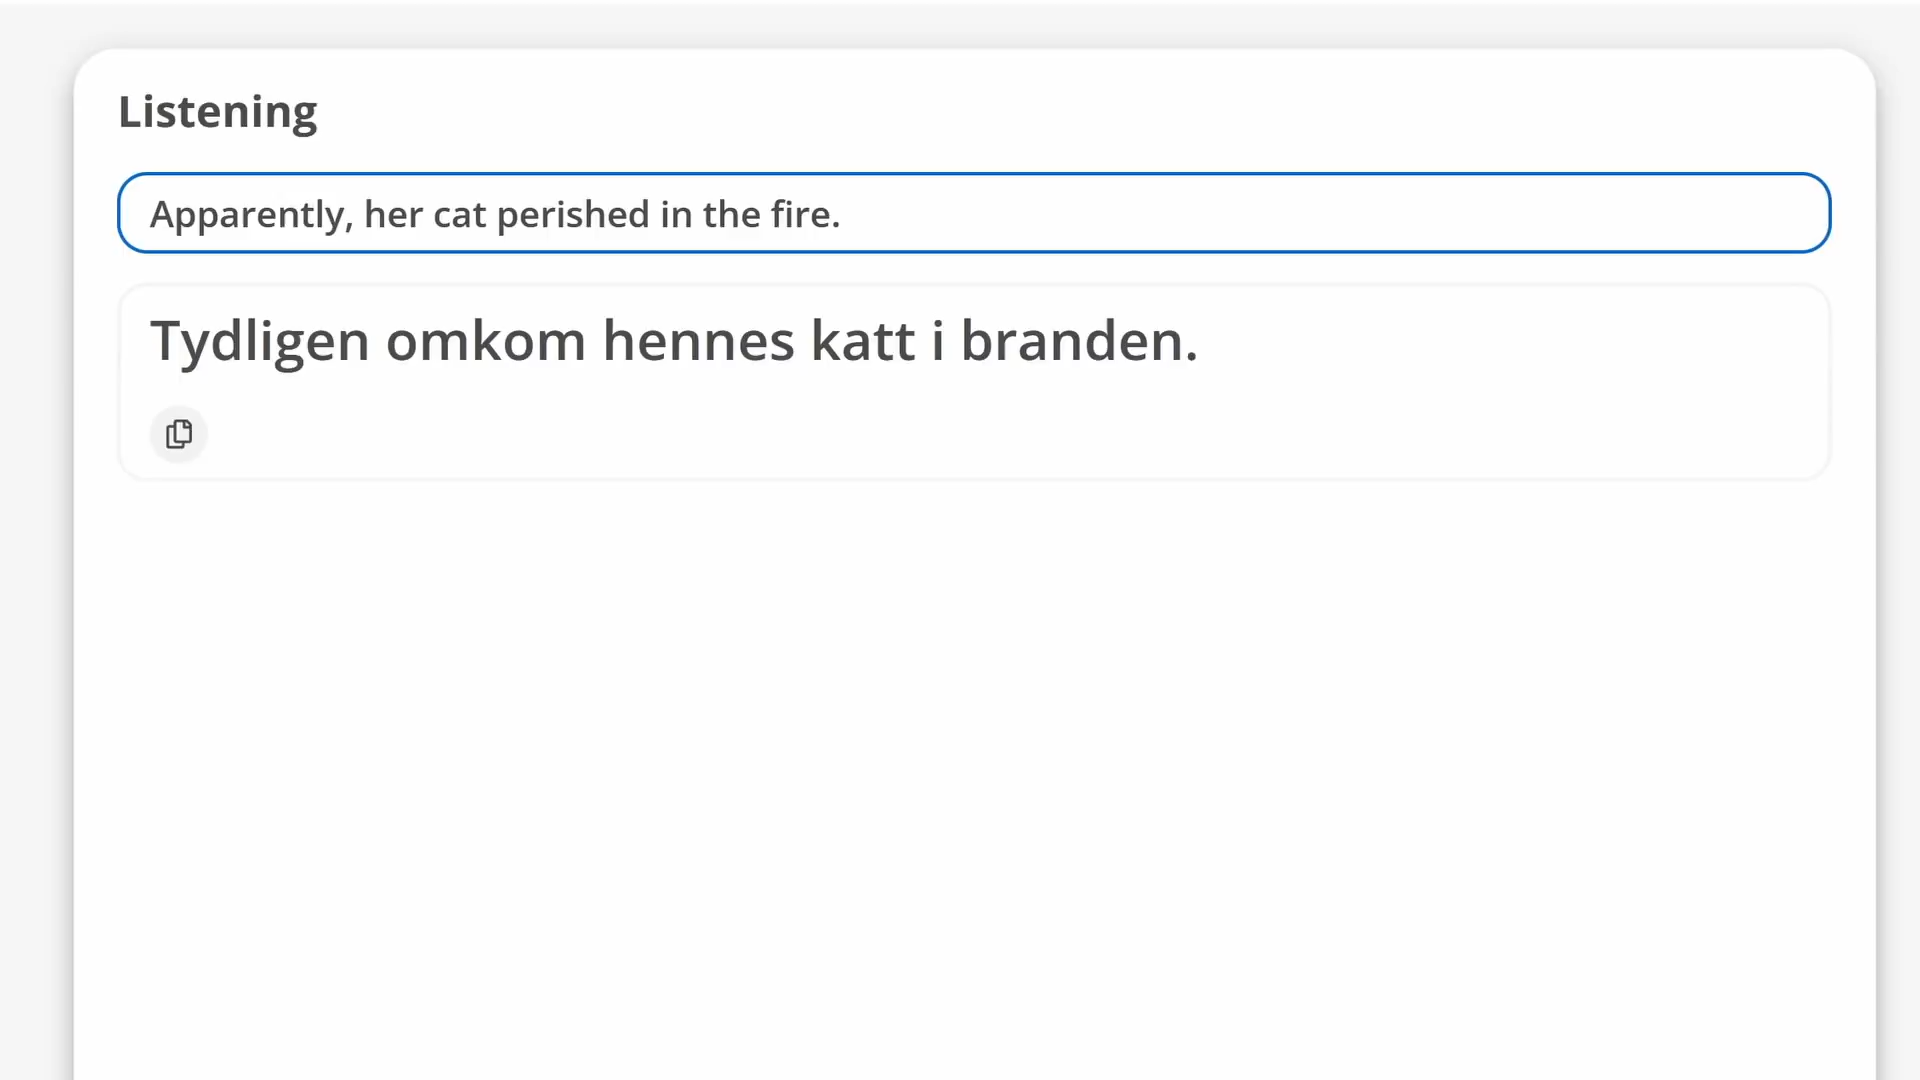 Listening
Apparently, her cat perished in the fire.
Tydligen omkom hennes katt i branden.